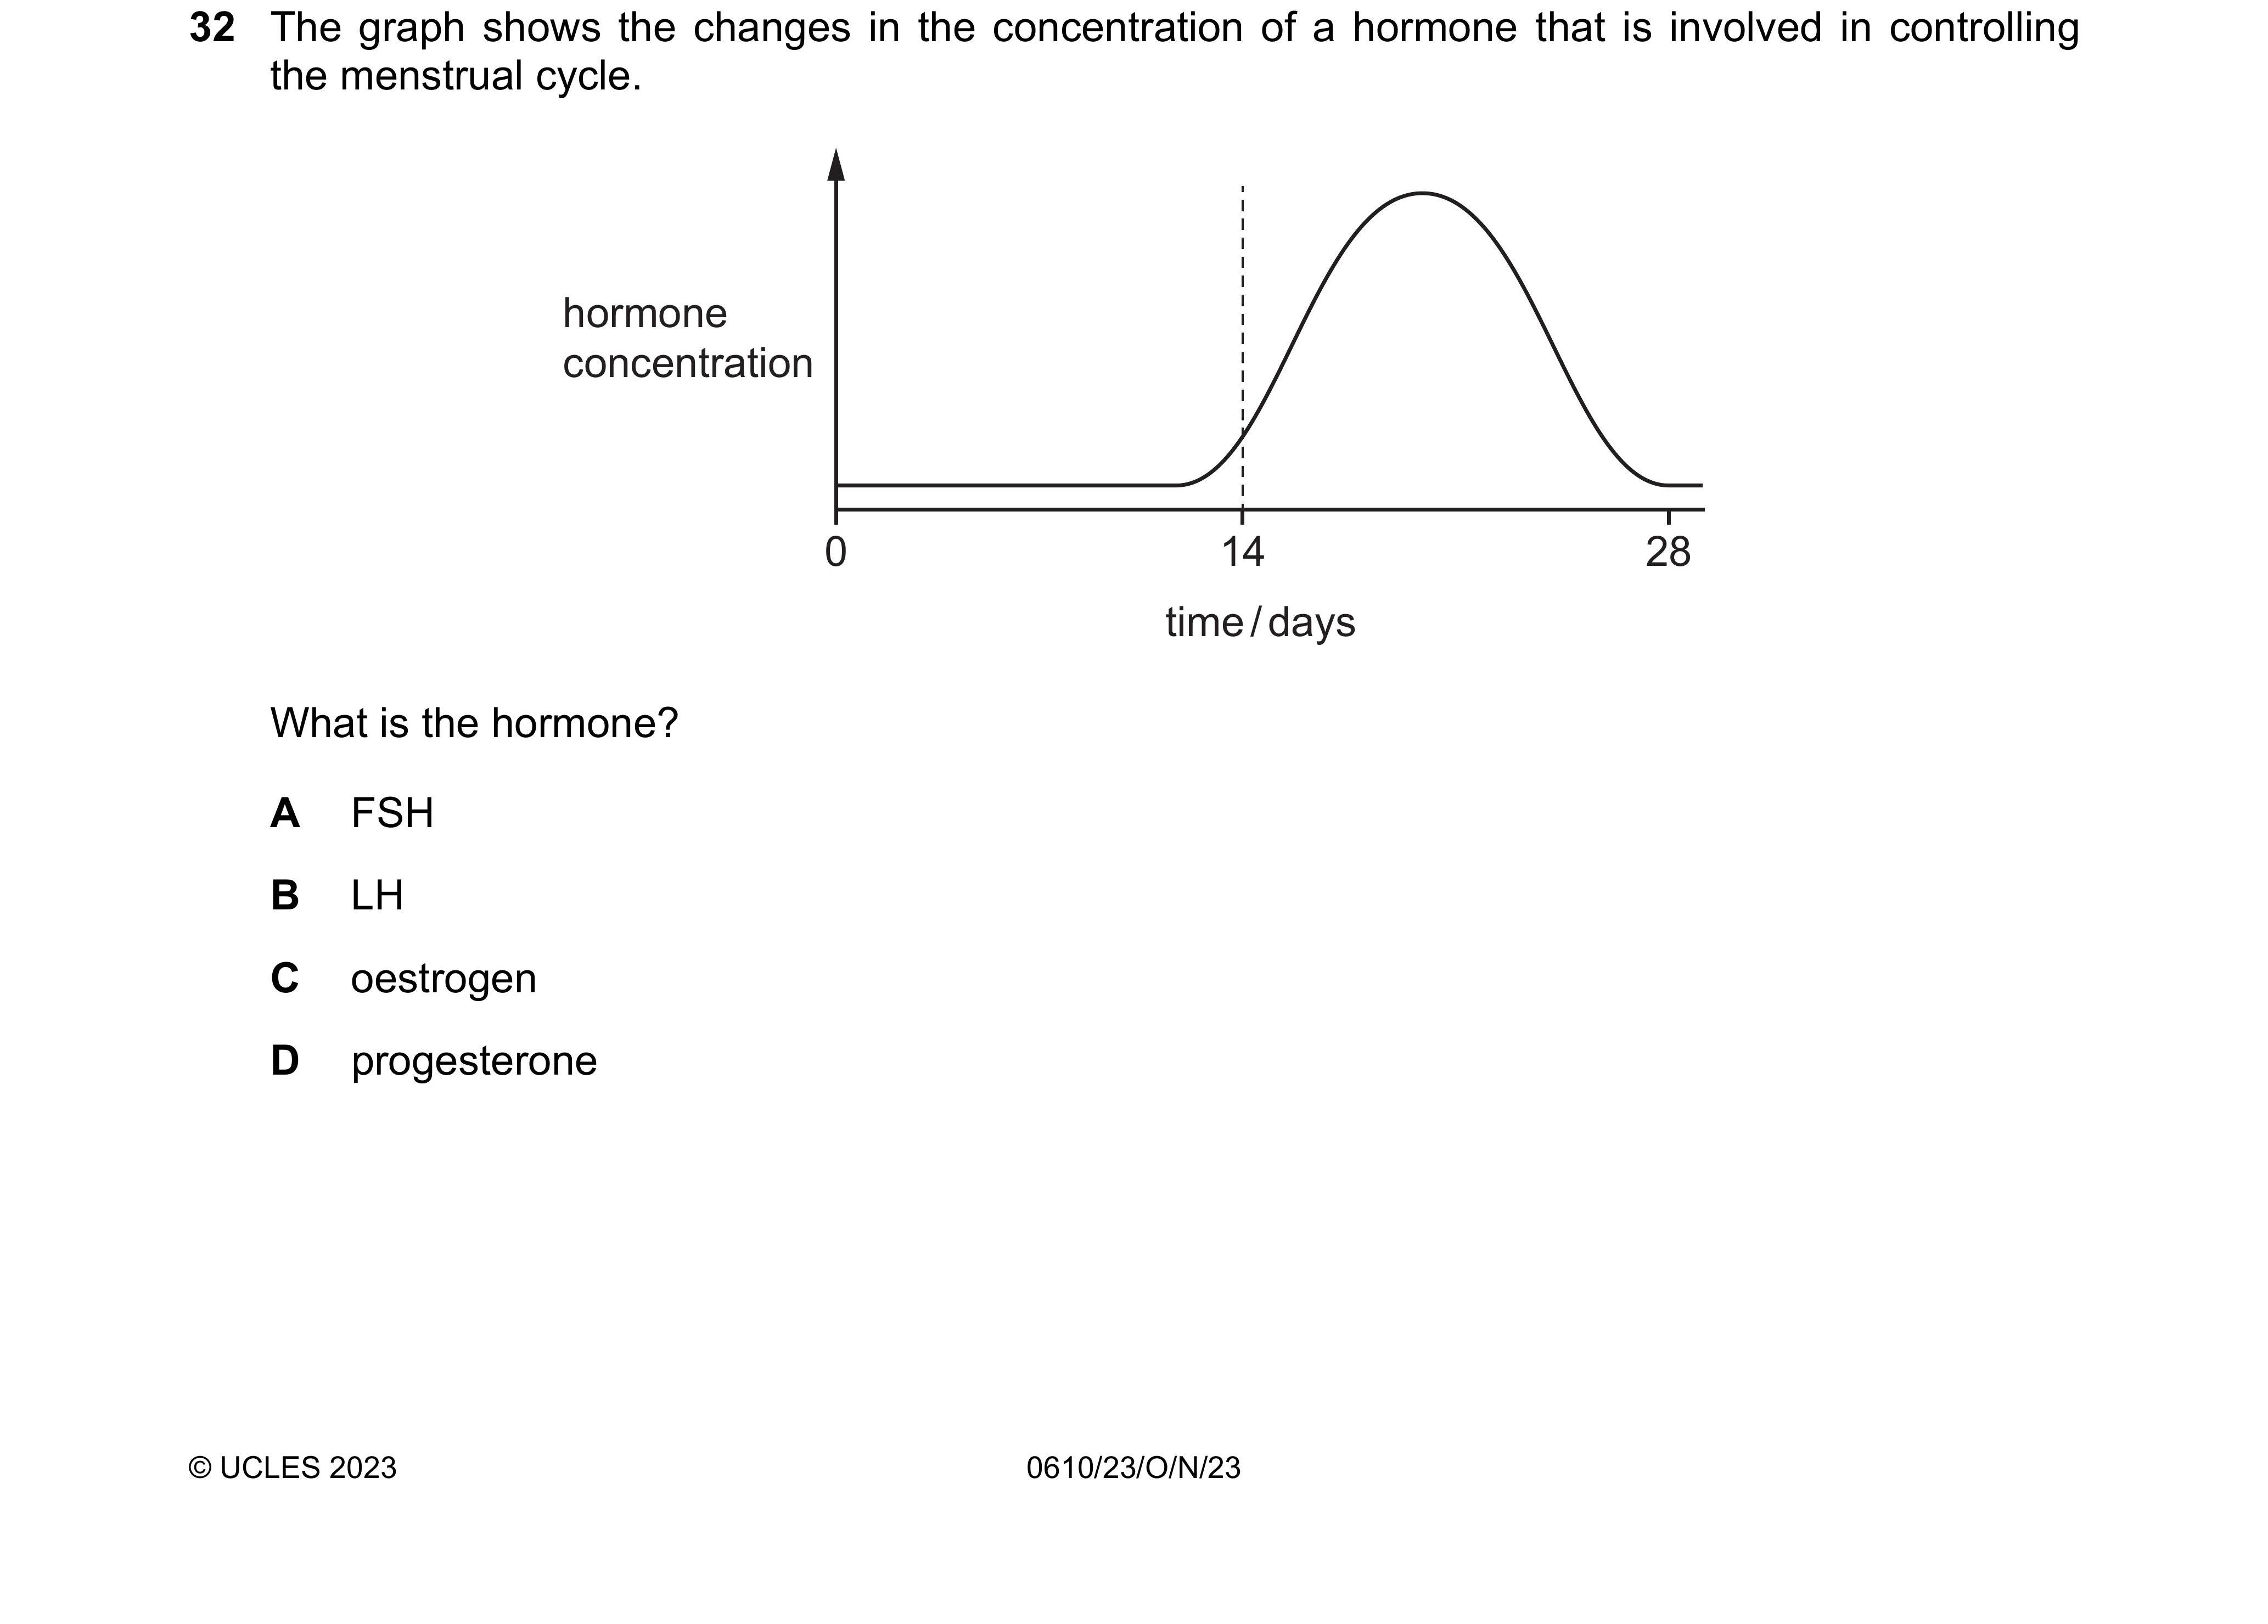 32 The graph shows the changes in the concentration of a hormone that is involved in controlling
the menstrual cycle.
hormone
concentration
0 14 28
time / days
What is the hormone?
A FSH
B LH
C oestrogen
D progesterone
© UCLES 2023 0610/23/O/N/23